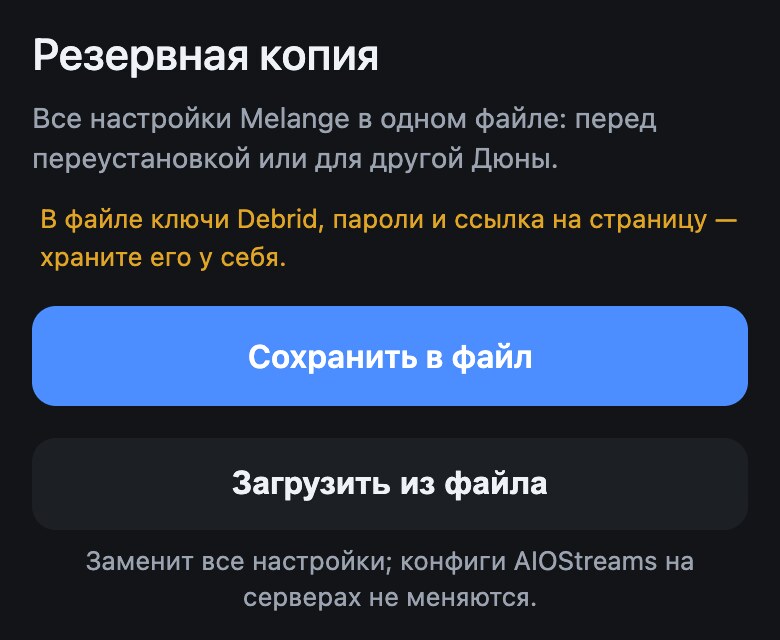 Резервная копия
Все настройки Melange в одном файле: перед
переустановкой или для другой Дюны.
В файле ключи Debrid, пароли и ссылка на страницу —
храните его у себя.
Сохранить в файл
Загрузить из файла
Заменит все настройки; конфиги AIOStreams на
серверах не меняются.